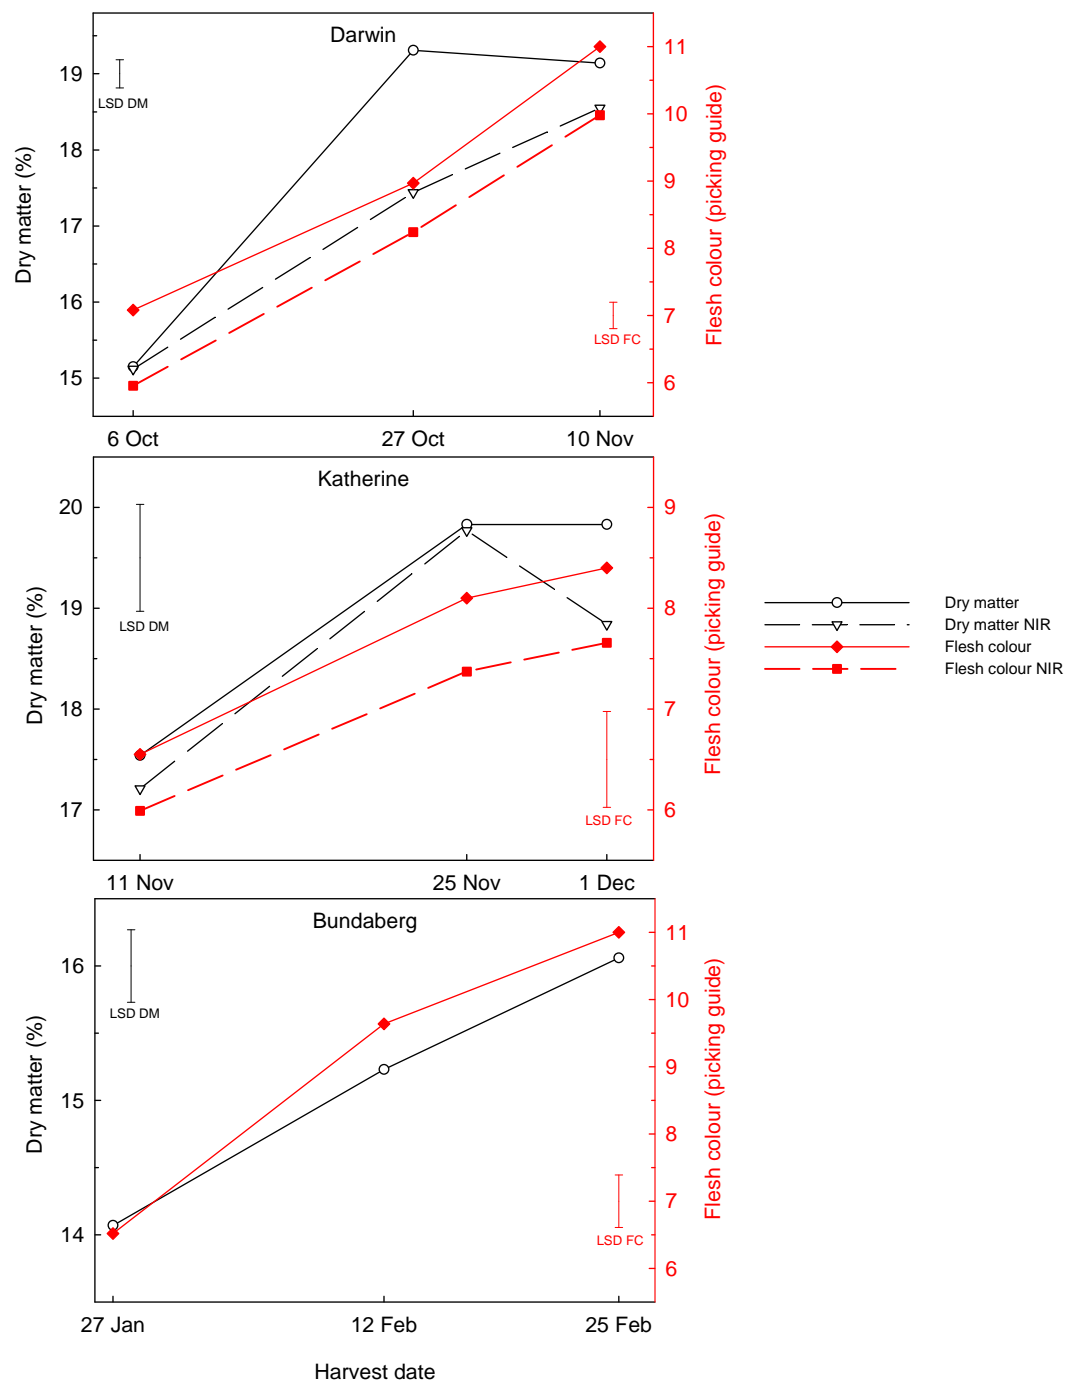 Darwin
19
18
17
16
15
Dry matter (%)
LSD DM
11
10
9
8
7
6
Flesh colour (picking guide)
LSD FC
6 Oct
27 Oct
10 Nov
Katherine
20
19
18
17
Dry matter (%)
LSD DM
9
8
7
6
Flesh colour (picking guide)
LSD FC
11 Nov
25 Nov
1 Dec
Dry matter
Dry matter NIR
Flesh colour
Flesh colour NIR
Bundaberg
16
15
14
Dry matter (%)
LSD DM
11
10
9
8
7
6
Flesh colour (picking guide)
LSD FC
27 Jan
12 Feb
25 Feb
Harvest date